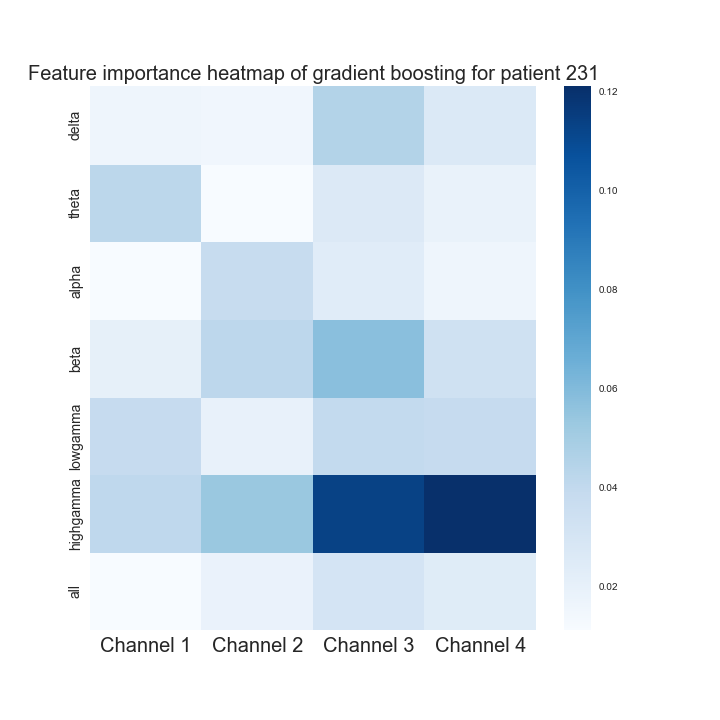 Feature importance heatmap of gradient boosting for patient 231
delta
theta
alpha
beta
lowgamma
highgamma
all
Channel 1 Channel 2 Channel 3 Channel 4
0.12
0.10
0.08
0.06
0.04
0.02